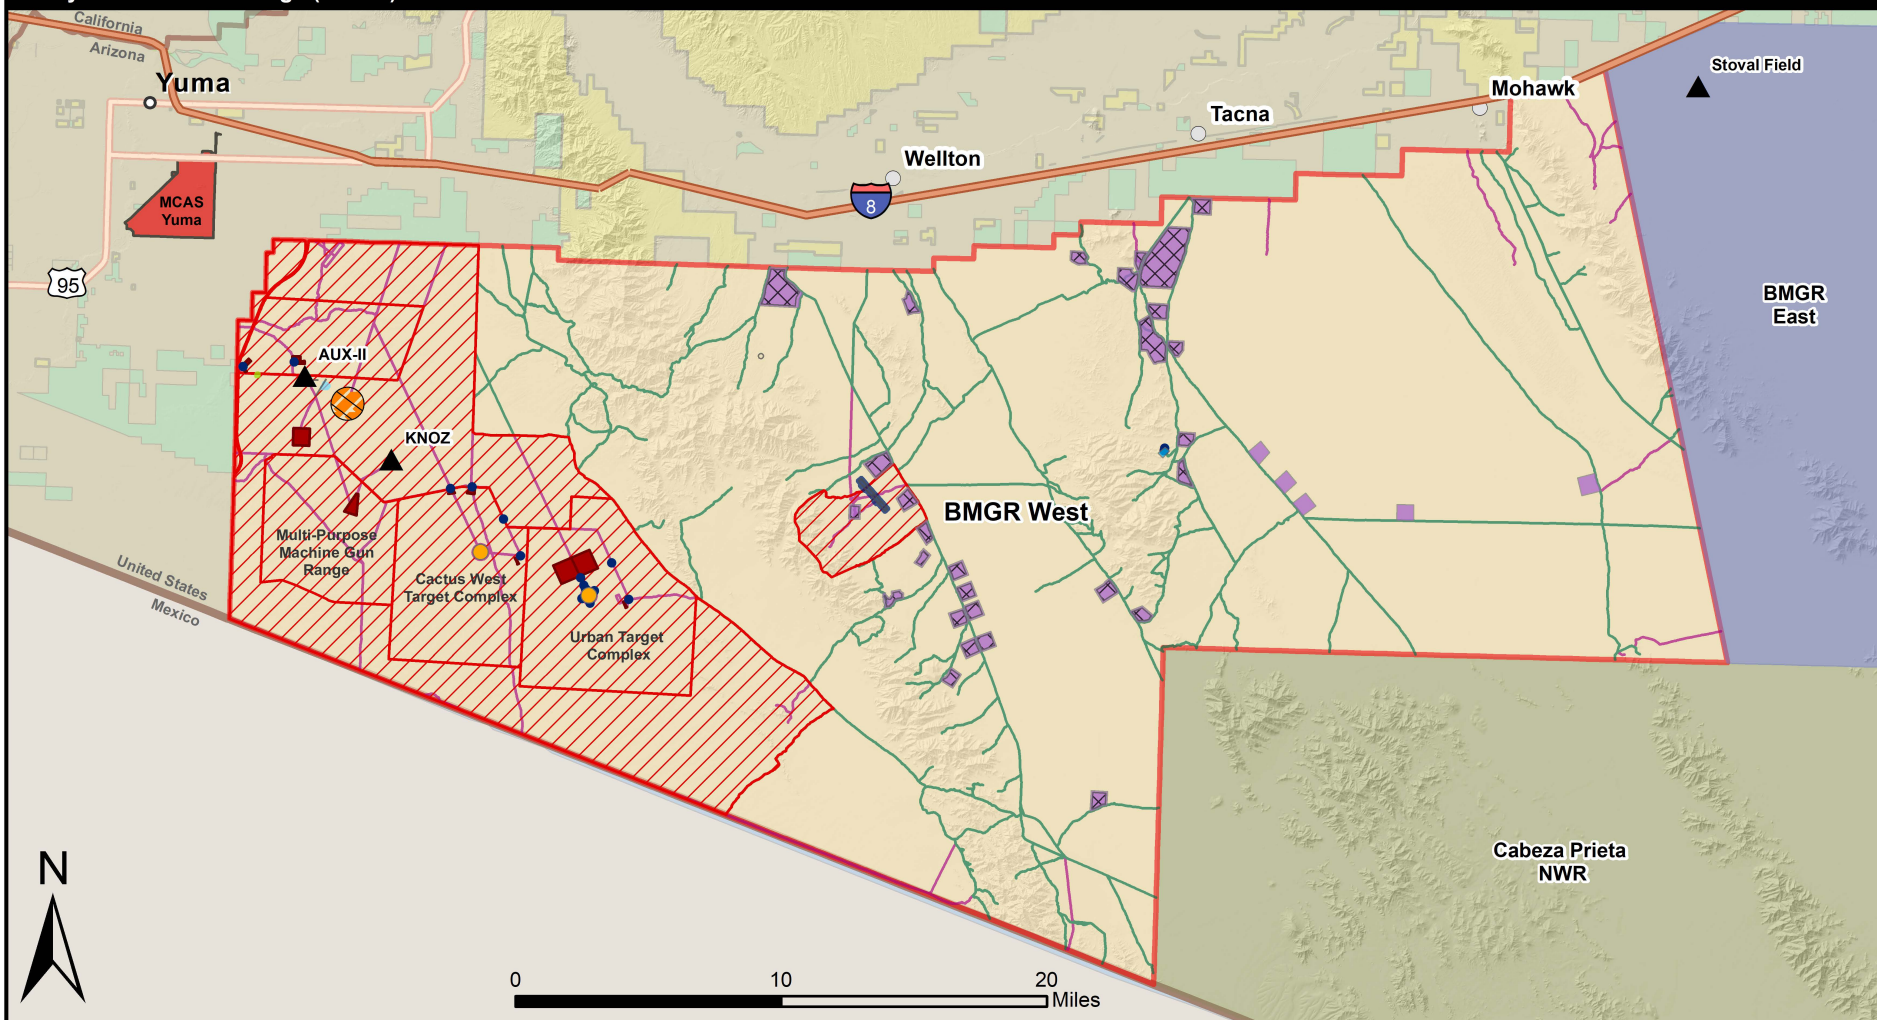 California
Arizona
Yuma
Stoval Field
Mohawk
Tacna
Wellton
8
MCAS
Yuma
95
BMGR
East
AUX-II
KNOZ
BMGR West
Multi-Purpose
Machine Gun
Range
Cactus West
Target Complex
United States
Mexico
Urban Target
Complex
Cabeza Prieta
NWR
N
0 10 20
Miles